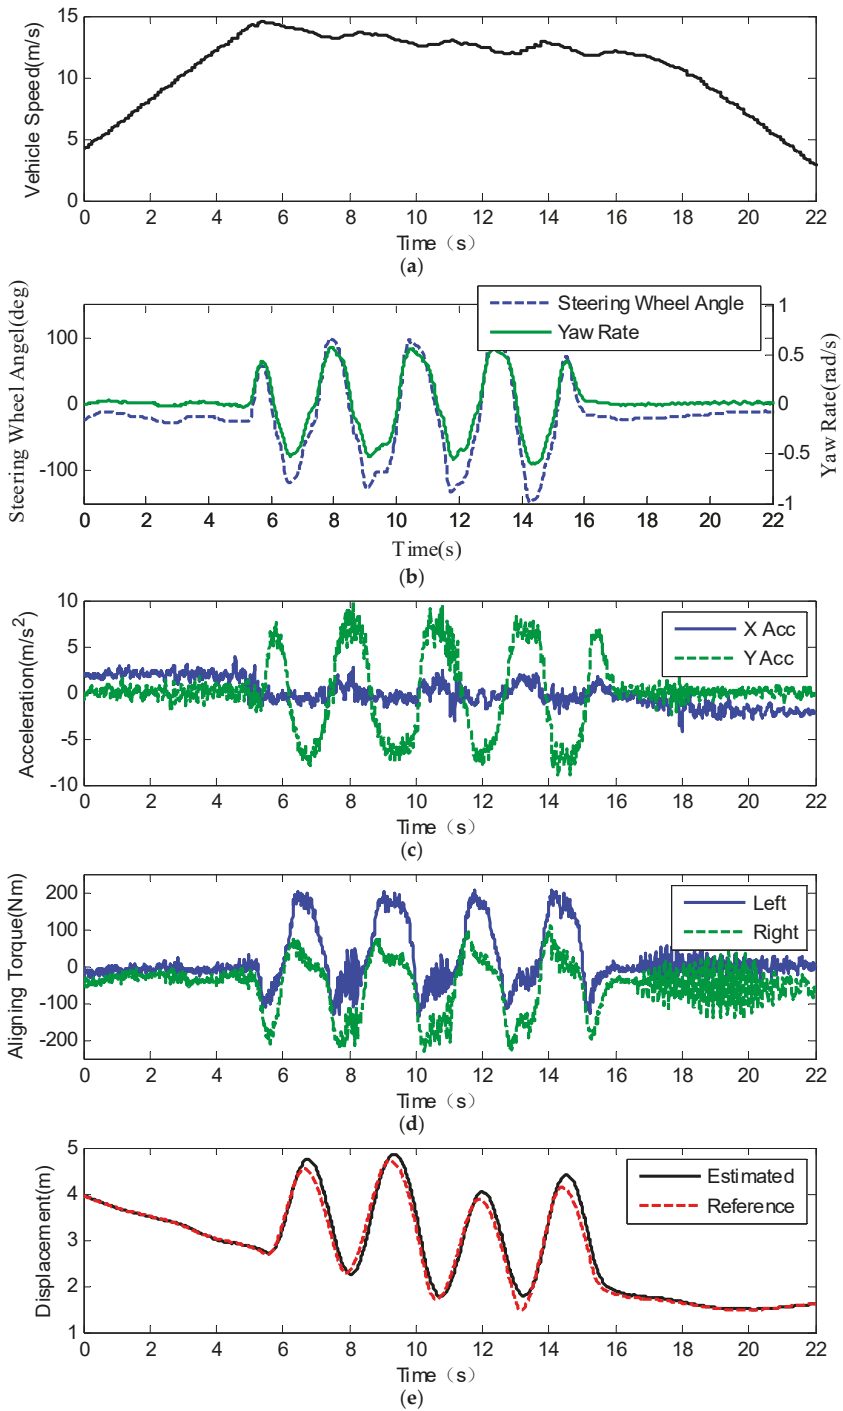 15
10
5
0
Vehicle Speed(m/s)
0 2 4 6 8 10 12 14 16 18 20 22
Time（s）
(a)
Steering Wheel Angel(deg)
100
0
-100
Steering Wheel Angle
Yaw Rate
1
0.5
0
-0.5
-1
Yaw Rate(rad/s)
0 2 4 6 8 10 12 14 16 18 20 22
Time(s)
(b)
10
5
0
-5
-10
Acceleration(m/s²)
X Acc
Y Acc
0 2 4 6 8 10 12 14 16 18 20 22
Time（s）
(c)
200
100
0
-100
-200
Aligning Torque(Nm)
Left
Right
0 2 4 6 8 10 12 14 16 18 20 22
Time（s）
(d)
5
4
3
2
1
Displacement(m)
Estimated
Reference
0 2 4 6 8 10 12 14 16 18 20 22
Time（s）
(e)